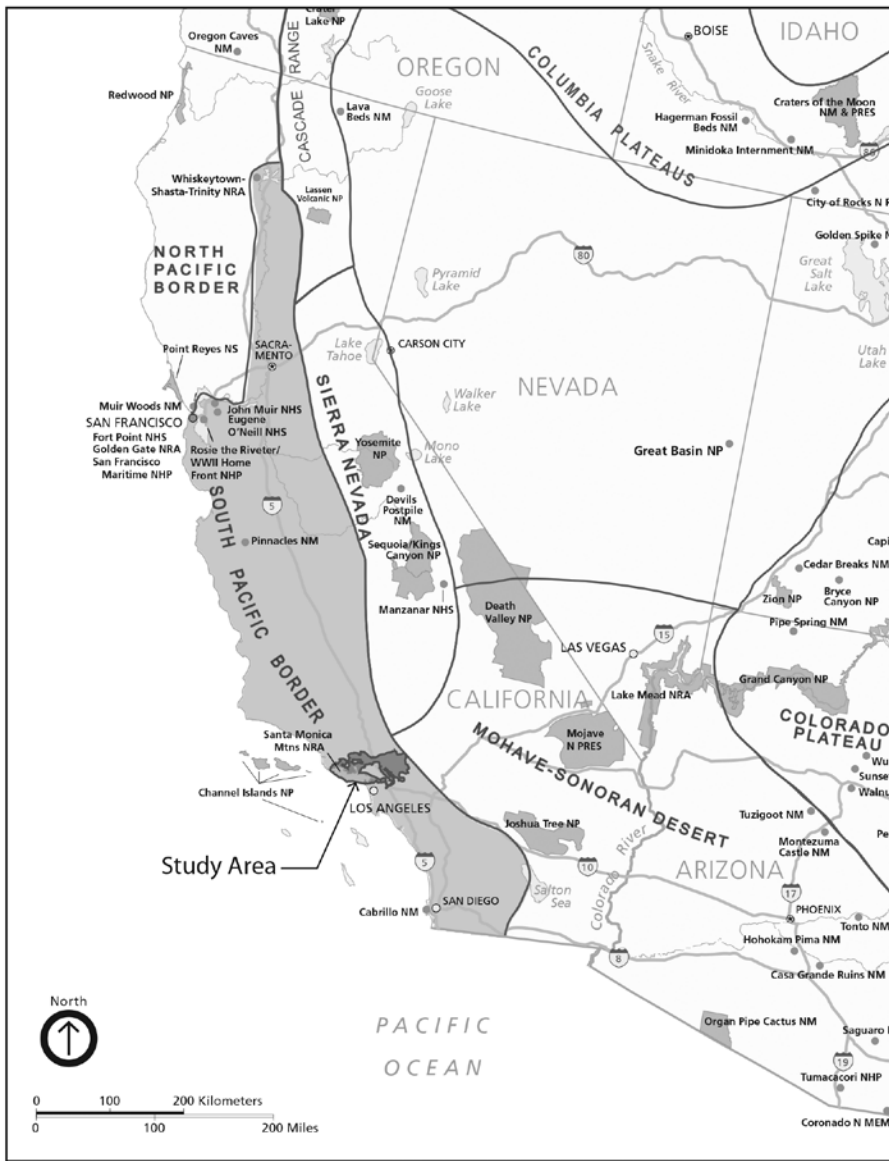 Crater
Lake NP
Oregon Caves
NM
CASCADE RANGE
OREGON
Goose
Lake
COLUMBIA PLATEAUS
BOISE
IDAHO
Snake River
Redwood NP
Lava
Beds NM
Hagerman Fossil
Beds NM
Craters of the Moon
NM & PRES
Minidoka Internment NM
86
Whiskeytown-
Shasta-Trinity NRA
Lassen
Volcanic NP
City of Rocks N R
Golden Spike N
NORTH
PACIFIC
BORDER
80
Pyramid
Lake
Great
Salt
Lake
Point Reyes NS
SACRA-
MENTO
Lake
Tahoe
CARSON CITY
Utah
Lake
NEVADA
Walker
Lake
Muir Woods NM
SAN FRANCISCO
Fort Point NHS
Golden Gate NRA
San Francisco
Maritime NHP
John Muir NHS
Eugene
O'Neill NHS
Rosie the Riveter/
WWII Home
Front NHP
SIERRA NEVADA
Yosemite
NP
Mono
Lake
Great Basin NP
5
Devils
Postpile
NM
SOUTH PACIFIC BORDER
Pinnacles NM
Sequoia/Kings
Canyon NP
Manzanar NHS
Death
Valley NP
Capi
Cedar Breaks NM
Zion NP
Bryce
Canyon NP
Pipe Spring NM
LAS VEGAS
15
CALIFORNIA
Lake Mead NRA
Grand Canyon NP
COLORADO
PLATEAU
Santa Monica
Mtns NRA
Mojave
N PRES
MOHAVE-SONORAN DESERT
Wu
Sunset
Walnu
Channel Islands NP
LOS ANGELES
Joshua Tree NP
Colorado River
Tuzigoot NM
Montezuma
Castle NM
Pe
Study Area
5
10
ARIZONA
Salton
Sea
17
Cabrillo NM
SAN DIEGO
PHOENIX
Tonto NM
8
Hohokam Pima NM
Casa Grande Ruins NM
North
PACIFIC
OCEAN
Organ Pipe Cactus NM
Saguaro
19
Tumacacori NHP
Coronado N MEM
0 100 200 Kilometers
0 100 200 Miles